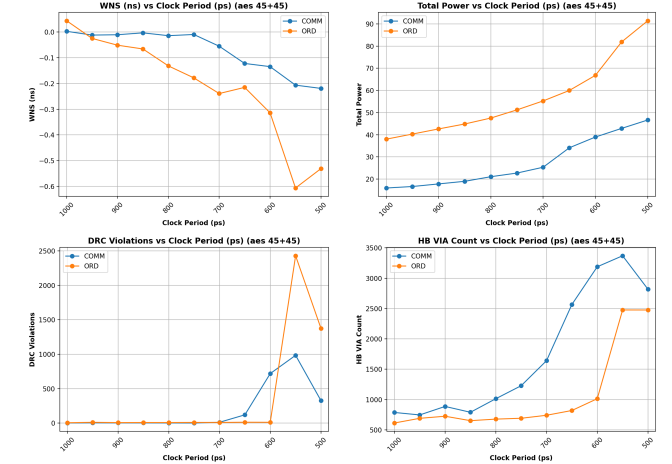 WNS (ns) vs Clock Period (ps) (aes 45+45)
COMM
ORD
0.0
−0.1
−0.2
−0.3
−0.4
−0.5
−0.6
WNS (ns)
1000
900
800
700
600
500
Clock Period (ps)
Total Power vs Clock Period (ps) (aes 45+45)
COMM
ORD
90
80
70
60
50
40
30
20
Total Power
1000
900
800
700
600
500
Clock Period (ps)
DRC Violations vs Clock Period (ps) (aes 45+45)
COMM
ORD
2500
2000
1500
1000
500
0
DRC Violations
1000
900
800
700
600
500
Clock Period (ps)
HB VIA Count vs Clock Period (ps) (aes 45+45)
COMM
ORD
3500
3000
2500
2000
1500
1000
500
HB VIA Count
1000
900
800
700
600
500
Clock Period (ps)